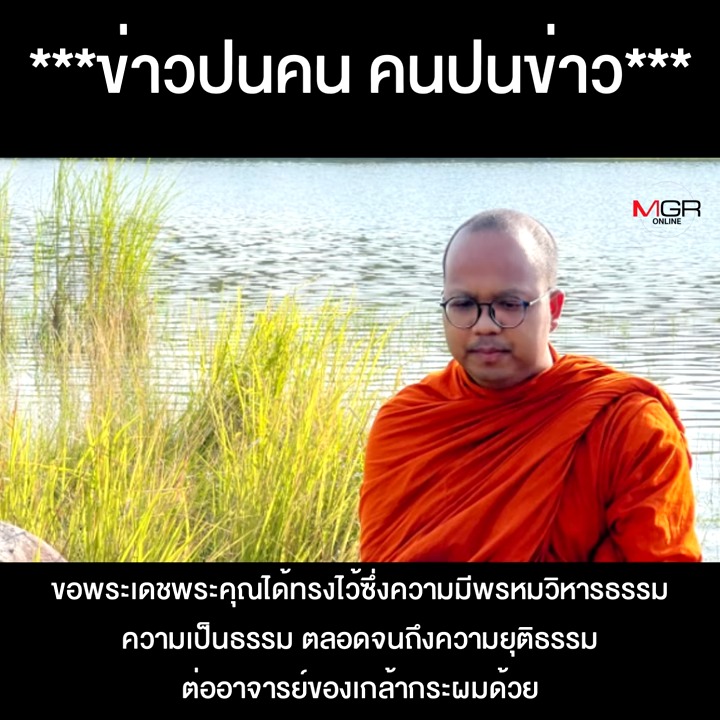 ***ข่าวปนคน คนปนข่าว***
MGR
ONLINE
ขอพระเดชพระคุณได้ทรงไว้ซึ่งความมีพรหมวิหารธรรม
ความเป็นธรรม ตลอดจนถึงความยุติธรรม
ต่ออาจารย์ของเกล้ากระผมด้วย